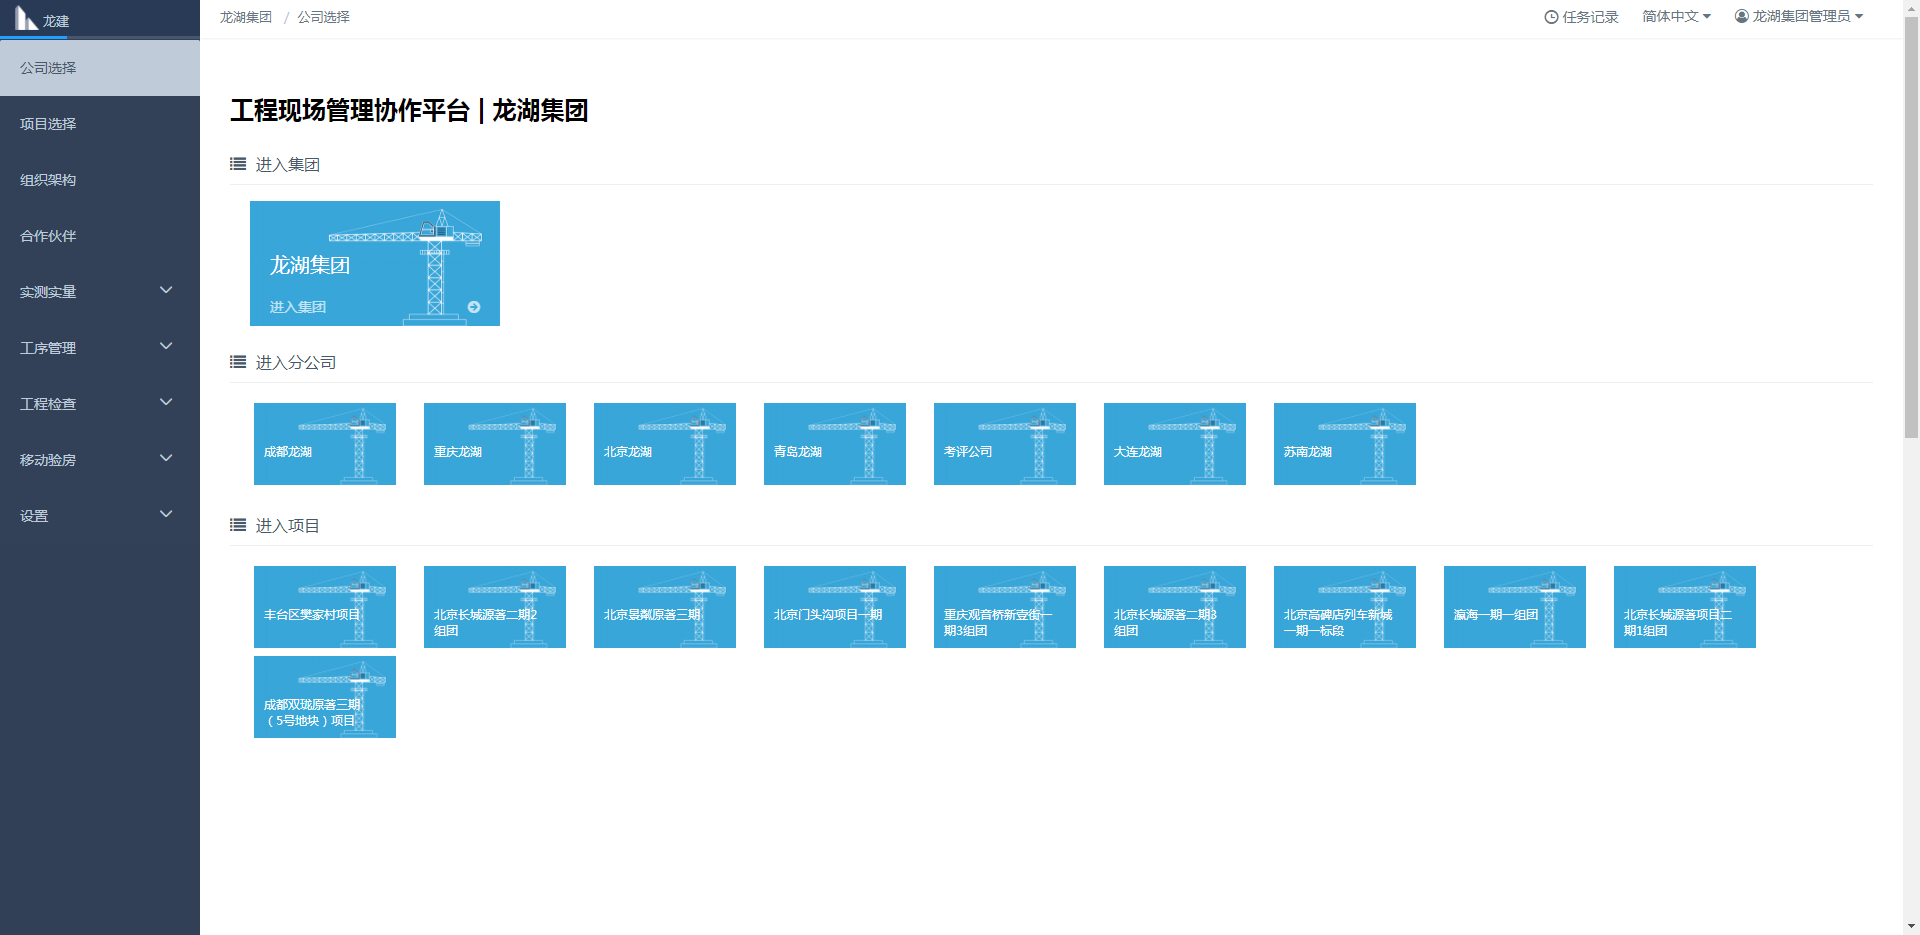 龙建
龙湖集团 / 公司选择
任务记录 简体中文 龙湖集团管理员
公司选择
项目选择
组织架构
合作伙伴
实测实量
工序管理
工程检查
移动验房
设置
工程现场管理协作平台 | 龙湖集团
进入集团
龙湖集团
进入集团
进入分公司
成都龙湖
重庆龙湖
北京龙湖
青岛龙湖
考评公司
大连龙湖
苏南龙湖
进入项目
丰台区樊家村项目
北京长城源著二期2
组团
北京景粼原著三期
北京门头沟项目一期
重庆观音桥新壹街一
期3组团
北京长城源著二期3
组团
北京高碑店列车新城
一期一标段
瀛海一期一组团
北京长城源著项目二
期1组团
成都双珑原著三期
（5号地块）项目